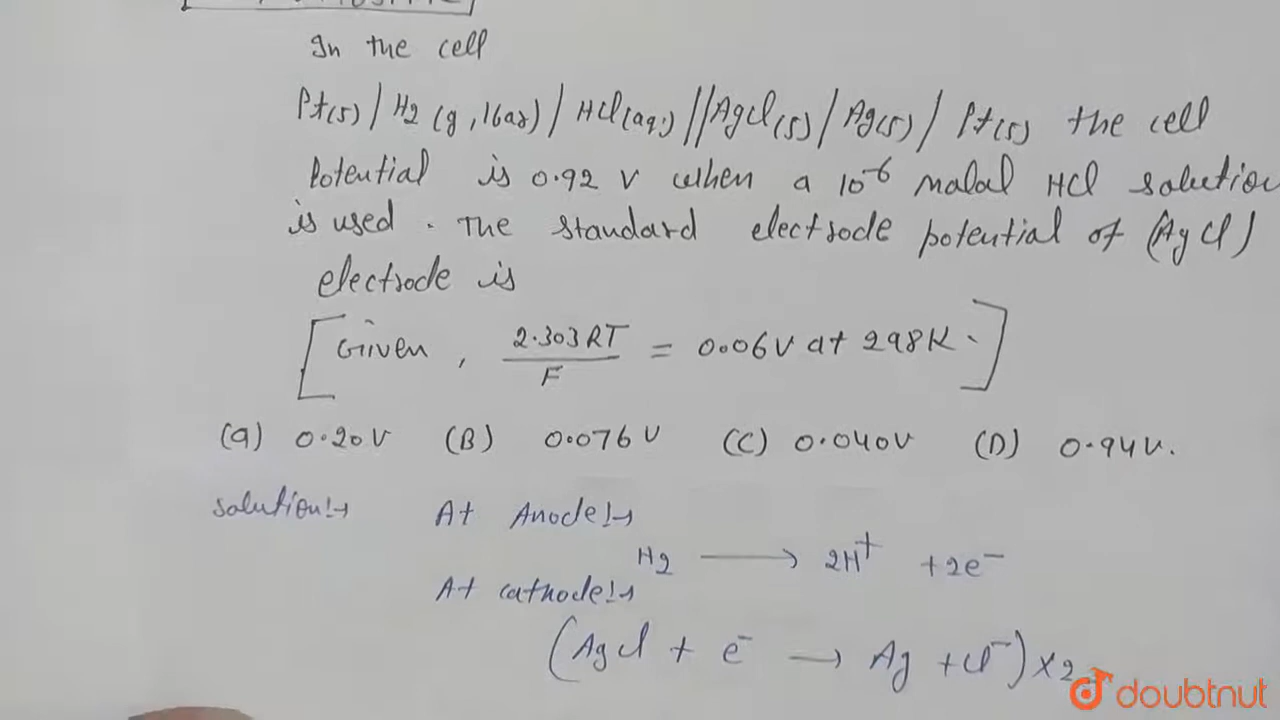 In the cell
Pt(s) / H2 (g, 1bar) / HCl(aq.) // AgCl(s) / Ag(s) / Pt(s) the cell
Potential is 0.92 V when a 10-6 molal HCl solution
is used. The standard electrode potential of (AgCl)
electrode is
[Given, 2.303RT/F = 0.06V at 298K.]
(a) 0.20V (B) 0.076V (C) 0.040V (D) 0.94V.
solution:→ At Anode:→
H2 → 2H+ + 2e−
At cathode:→
(AgCl + e− → Ag + Cl−) x 2
doubtnut